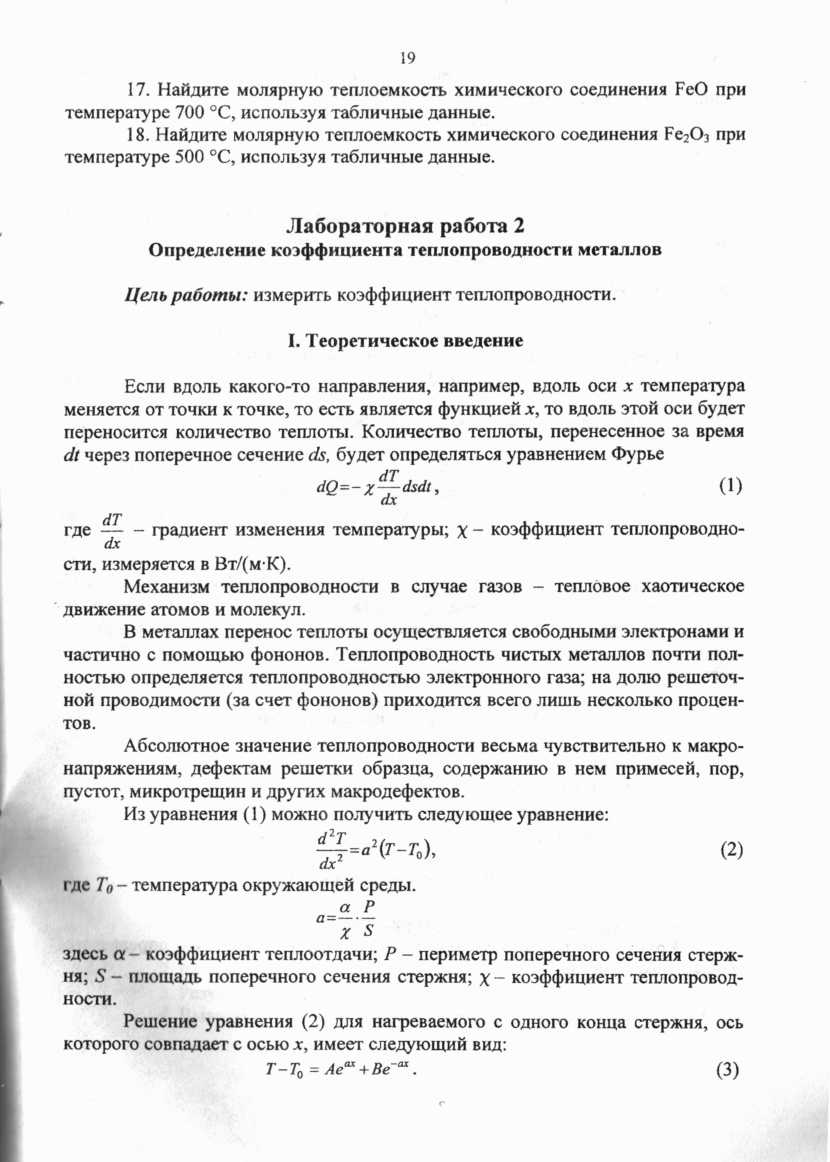 19
17. Найдите молярную теплоемкость химического соединения FeO при
температуре 700 °С, используя табличные данные.
18. Найдите молярную теплоемкость химического соединения Fe₂O₃ при
температуре 500 °С, используя табличные данные.
Лабораторная работа 2
Определение коэффициента теплопроводности металлов
Цель работы: измерить коэффициент теплопроводности.
I. Теоретическое введение
Если вдоль какого-то направления, например, вдоль оси x температура
меняется от точки к точке, то есть является функцией x, то вдоль этой оси будет
переносится количество теплоты. Количество теплоты, перенесенное за время
dt через поперечное сечение ds, будет определяться уравнением Фурье
dQ=−χ dT/dx dsdt, (1)
где dT/dx – градиент изменения температуры; χ – коэффициент теплопроводно-
сти, измеряется в Вт/(м·К).
Механизм теплопроводности в случае газов – тепловое хаотическое
движение атомов и молекул.
В металлах перенос теплоты осуществляется свободными электронами и
частично с помощью фононов. Теплопроводность чистых металлов почти пол-
ностью определяется теплопроводностью электронного газа; на долю решеточ-
ной проводимости (за счет фононов) приходится всего лишь несколько процен-
тов.
Абсолютное значение теплопроводности весьма чувствительно к макро-
напряжениям, дефектам решетки образца, содержанию в нем примесей, пор,
пустот, микротрещин и других макродефектов.
Из уравнения (1) можно получить следующее уравнение:
d²T/dx²=a²(T−T₀), (2)
где T₀ – температура окружающей среды.
a=α/χ·P/S
здесь α – коэффициент теплоотдачи; P – периметр поперечного сечения стерж-
ня; S – площадь поперечного сечения стержня; χ – коэффициент теплопровод-
ности.
Решение уравнения (2) для нагреваемого с одного конца стержня, ось
которого совпадает с осью x, имеет следующий вид:
T−T₀ = Ae^{ax}+Be^{−ax}. (3)